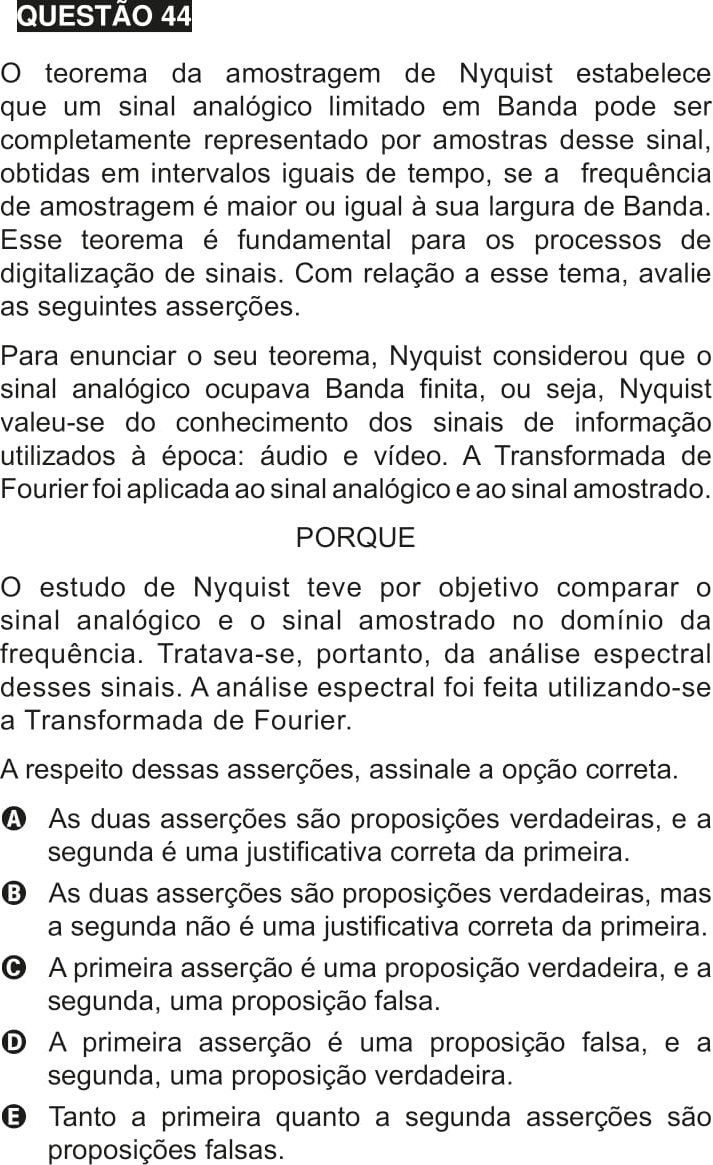 QUESTÃO 44
O teorema da amostragem de Nyquist estabelece
que um sinal analógico limitado em Banda pode ser
completamente representado por amostras desse sinal,
obtidas em intervalos iguais de tempo, se a frequência
de amostragem é maior ou igual à sua largura de Banda.
Esse teorema é fundamental para os processos de
digitalização de sinais. Com relação a esse tema, avalie
as seguintes asserções.
Para enunciar o seu teorema, Nyquist considerou que o
sinal analógico ocupava Banda finita, ou seja, Nyquist
valeu-se do conhecimento dos sinais de informação
utilizados à época: áudio e vídeo. A Transformada de
Fourier foi aplicada ao sinal analógico e ao sinal amostrado.
PORQUE
O estudo de Nyquist teve por objetivo comparar o
sinal analógico e o sinal amostrado no domínio da
frequência. Tratava-se, portanto, da análise espectral
desses sinais. A análise espectral foi feita utilizando-se
a Transformada de Fourier.
A respeito dessas asserções, assinale a opção correta.
A As duas asserções são proposições verdadeiras, e a
segunda é uma justificativa correta da primeira.
B As duas asserções são proposições verdadeiras, mas
a segunda não é uma justificativa correta da primeira.
C A primeira asserção é uma proposição verdadeira, e a
segunda, uma proposição falsa.
D A primeira asserção é uma proposição falsa, e a
segunda, uma proposição verdadeira.
E Tanto a primeira quanto a segunda asserções são
proposições falsas.